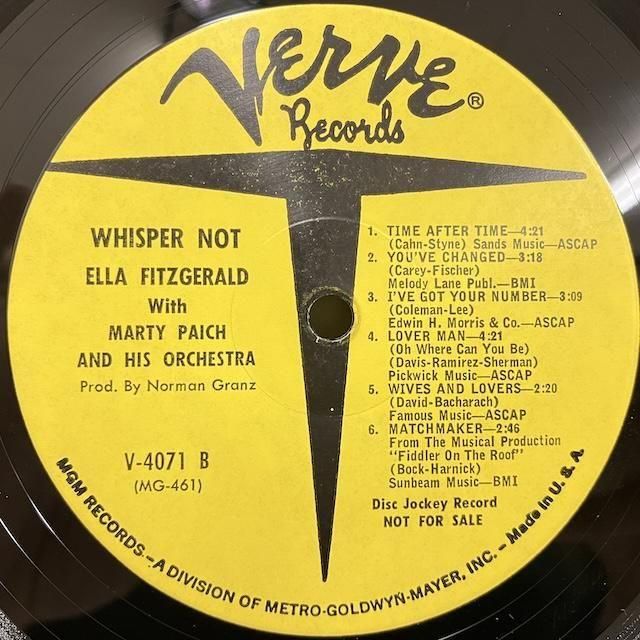 VERVE ®
Records
WHISPER NOT
ELLA FITZGERALD
With
MARTY PAICH
AND HIS ORCHESTRA
Prod. By Norman Granz
V-4071 B
(MG-461)
1. TIME AFTER TIME—4:21
(Cahn-Styne) Sands Music—ASCAP
2. YOU'VE CHANGED—3:18
(Carey-Fischer)
Melody Lane Publ.—BMI
3. I'VE GOT YOUR NUMBER—3:09
(Coleman-Lee)
Edwin H. Morris & Co.—ASCAP
4. LOVER MAN—4:21
(Oh Where Can You Be)
(Davis-Ramirez-Sherman)
Pickwick Music—ASCAP
5. WIVES AND LOVERS—2:20
(David-Bacharach)
Famous Music—ASCAP
6. MATCHMAKER—2:46
From The Musical Production
"Fiddler On The Roof"
(Bock-Harnick)
Sunbeam Music—BMI
Disc Jockey Record
NOT FOR SALE
MGM RECORDS—A DIVISION OF METRO-GOLDWYN-MAYER, INC. – Made in U. S. A.